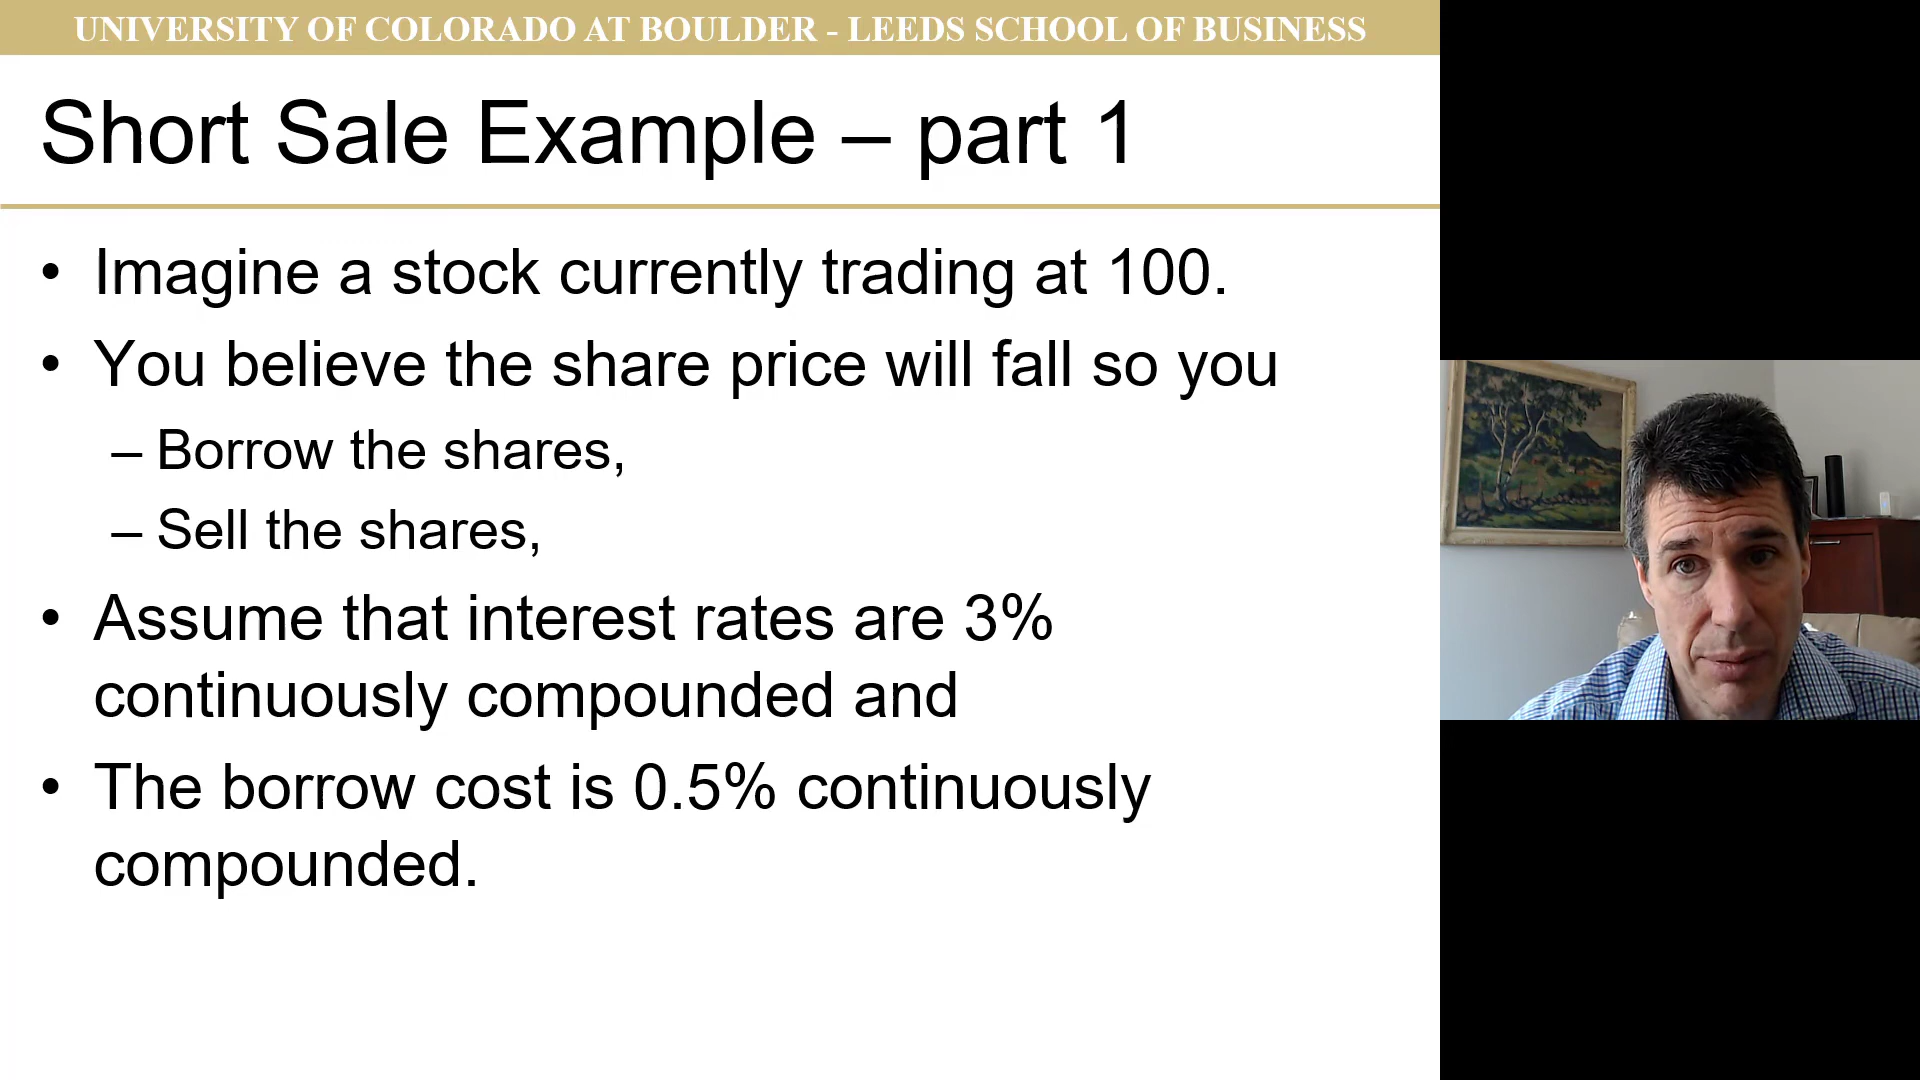 UNIVERSITY OF COLORADO AT BOULDER - LEEDS SCHOOL OF BUSINESS
Short Sale Example – part 1
• Imagine a stock currently trading at 100.
• You believe the share price will fall so you
– Borrow the shares,
– Sell the shares,
• Assume that interest rates are 3%
continuously compounded and
• The borrow cost is 0.5% continuously
compounded.